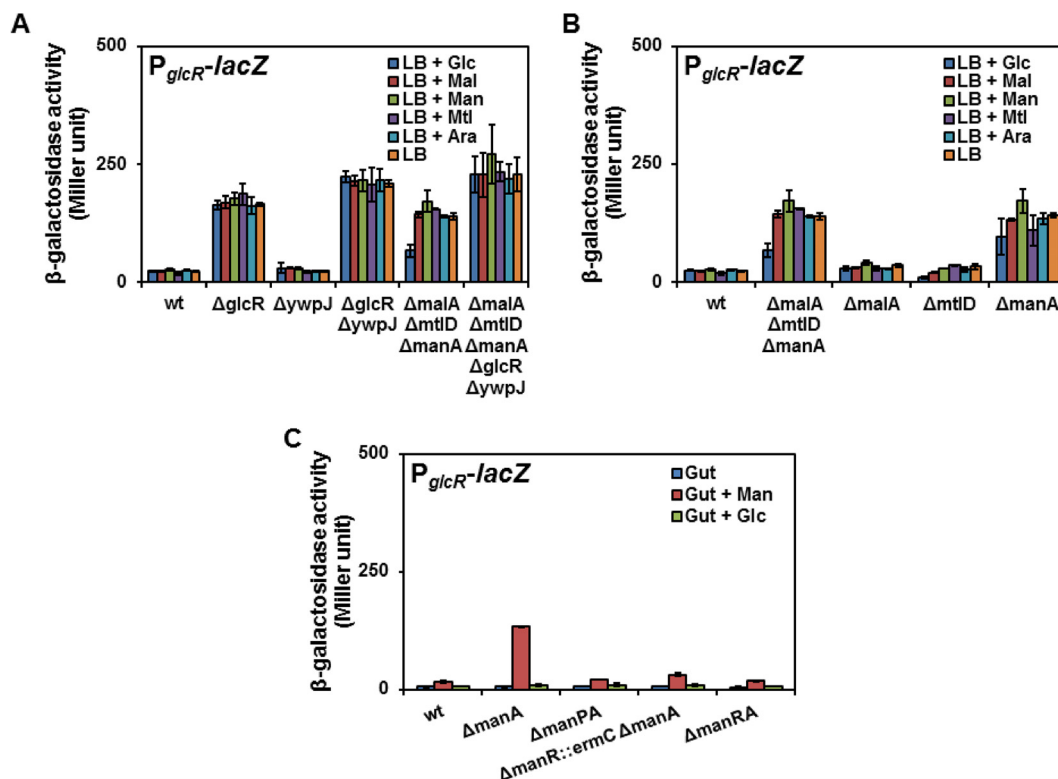 A
β-galactosidase activity
(Miller unit)
500
250
0
PglcR-lacZ
LB + Glc
LB + Mal
LB + Man
LB + Mtl
LB + Ara
LB
wt
ΔglcR
ΔywpJ
ΔglcR
ΔywpJ
ΔmalA
ΔmtlD
ΔmanA
ΔmalA
ΔmtlD
ΔmanA
ΔglcR
ΔywpJ
B
β-galactosidase activity
(Miller unit)
500
250
0
PglcR-lacZ
LB + Glc
LB + Mal
LB + Man
LB + Mtl
LB + Ara
LB
wt
ΔmalA
ΔmtlD
ΔmanA
ΔmalA
ΔmtlD
ΔmanA
C
β-galactosidase activity
(Miller unit)
500
250
0
PglcR-lacZ
Gut
Gut + Man
Gut + Glc
wt
ΔmanA
ΔmanPA
ΔmanR::ermC ΔmanA
ΔmanRA